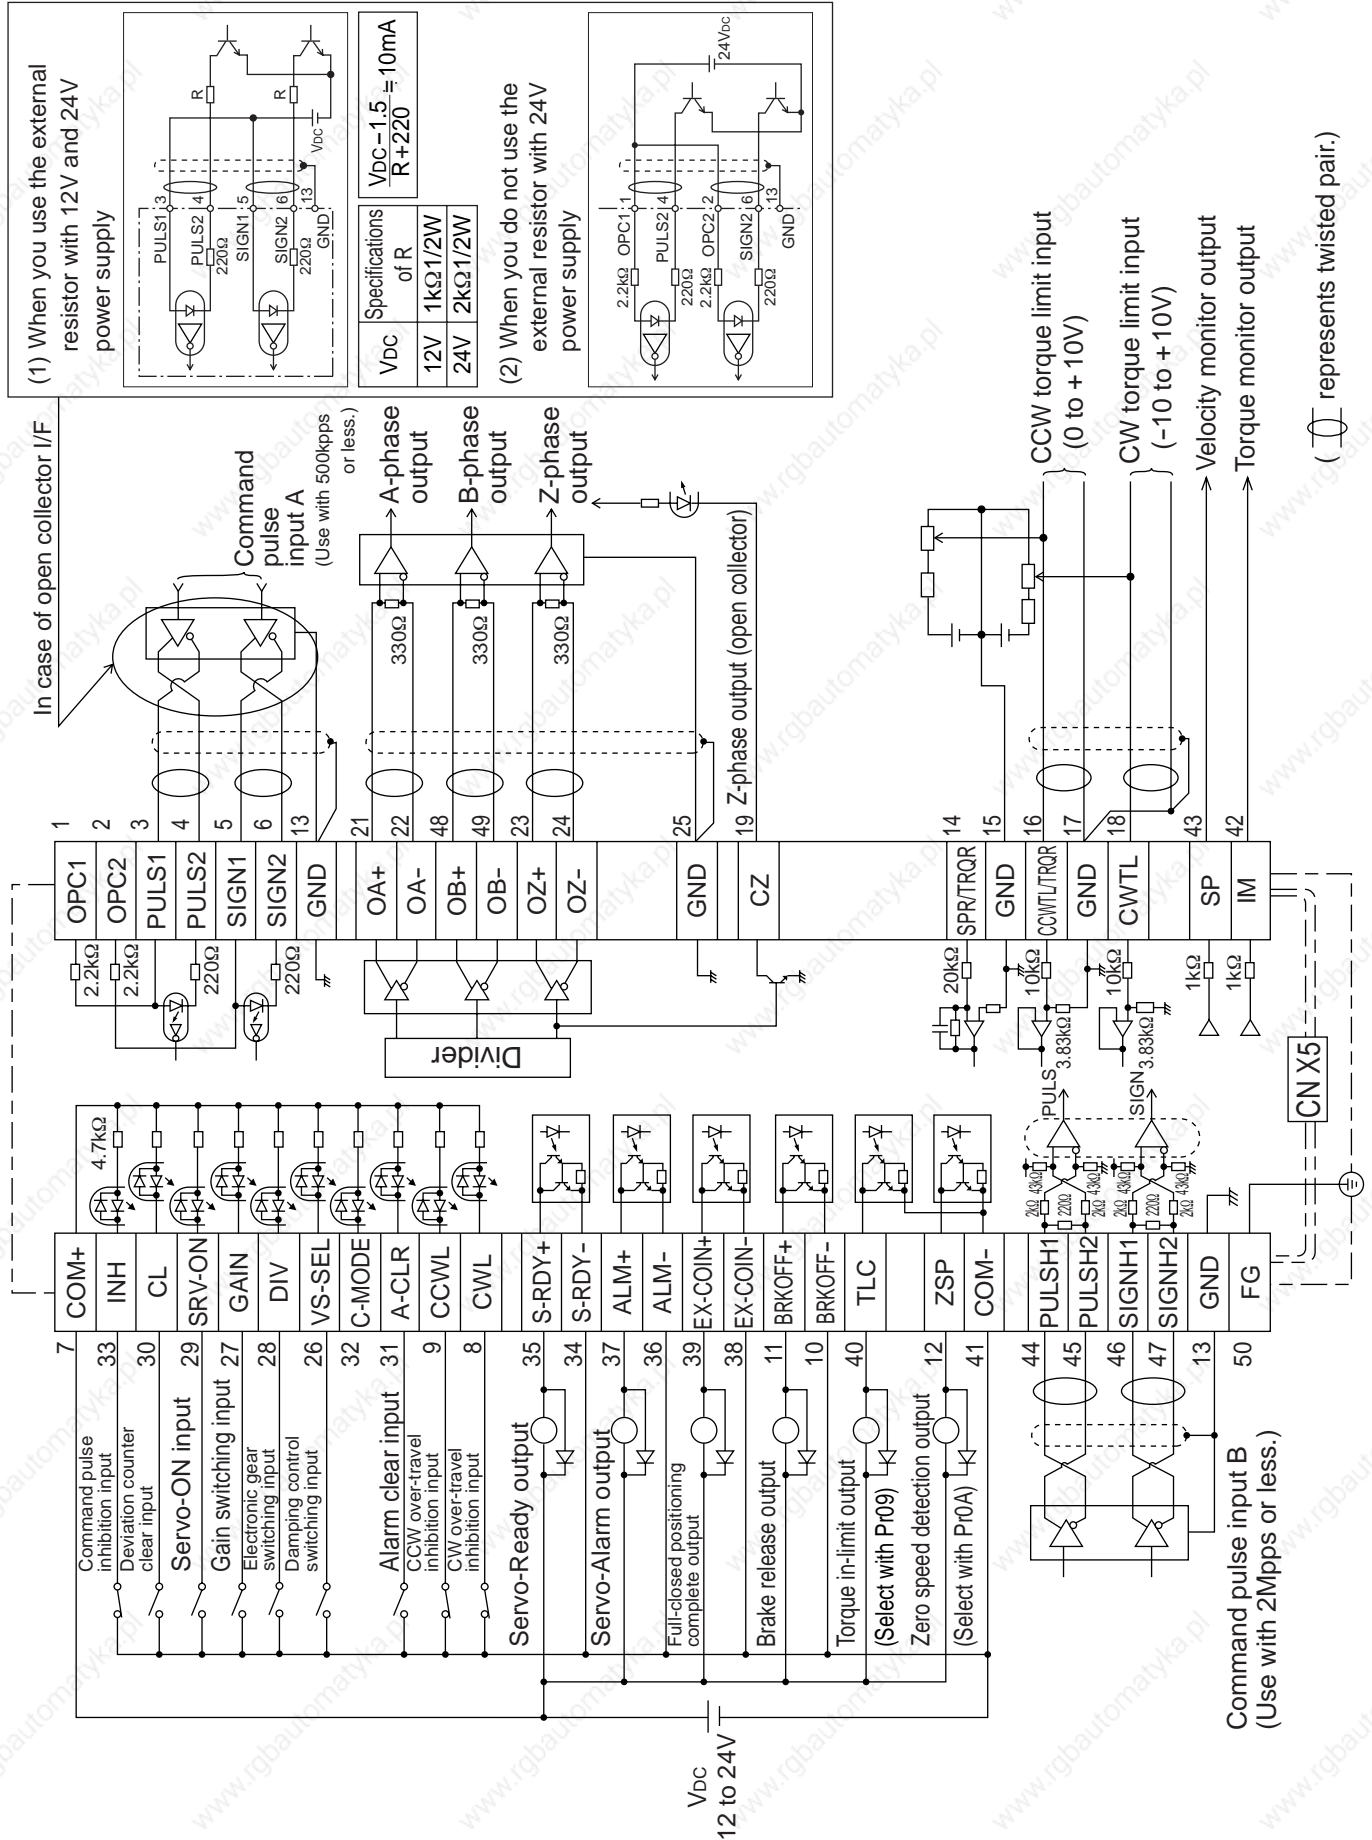 In case of open collector I/F
(1) When you use the external
resistor with 12V and 24V
power supply
PULS1 3
PULS2 4
220Ω
SIGN1 5
SIGN2 6
220Ω
GND 13
R
R
VDC
VDC
Specifications
of R
12V
1kΩ1/2W
24V
2kΩ1/2W
VDC－1.5
R+220
≒10mA
(2) When you do not use the
external resistor with 24V
power supply
2.2kΩ OPC1 1
220Ω PULS2 4
2.2kΩ OPC2 2
220Ω SIGN2 6
GND 13
24VDC
Command
pulse
input A
(Use with 500kpps
or less.)
A-phase
output
B-phase
output
Z-phase
output
330Ω
330Ω
330Ω
Z-phase output (open collector)
CCW torque limit input
(0 to + 10V)
CW torque limit input
(-10 to + 10V)
Velocity monitor output
Torque monitor output
( represents twisted pair.)
1
2
3
4
5
6
13
21
22
48
49
23
24
25
19
14
15
16
17
18
43
42
OPC1
OPC2
PULS1
PULS2
SIGN1
SIGN2
GND
OA+
OA-
OB+
OB-
OZ+
OZ-
GND
CZ
SPR/TRQR
GND
CCWTL/TRQR
GND
CWTL
SP
IM
2.2kΩ
2.2kΩ
220Ω
220Ω
Divider
20kΩ
10kΩ
3.83kΩ
10kΩ
3.83kΩ
1kΩ
1kΩ
CN X5
4.7kΩ
PULS
SIGN
2kΩ
43kΩ
220Ω
2kΩ
43kΩ
2kΩ
43kΩ
220Ω
2kΩ
43kΩ
COM+
INH
CL
SRV-ON
GAIN
DIV
VS-SEL
C-MODE
A-CLR
CCWL
CWL
S-RDY+
S-RDY-
ALM+
ALM-
EX-COIN+
EX-COIN-
BRKOFF+
BRKOFF-
TLC
ZSP
COM-
PULSH1
PULSH2
SIGNH1
SIGNH2
GND
FG
7
33
30
29
27
28
26
32
31
9
8
35
34
37
36
39
38
11
10
40
12
41
44
45
46
47
13
50
Command pulse
inhibition input
Deviation counter
clear input
Servo-ON input
Gain switching input
Electronic gear
switching input
Damping control
switching input
Alarm clear input
CCW over-travel
inhibition input
CW over-travel
inhibition input
Servo-Ready output
Servo-Alarm output
Full-closed positioning
complete output
Brake release output
Torque in-limit output
(Select with Pr09)
Zero speed detection output
(Select with Pr0A)
VDC
12 to 24V
Command pulse input B
(Use with 2Mpps or less.)
www.rgbautomatyka.pl